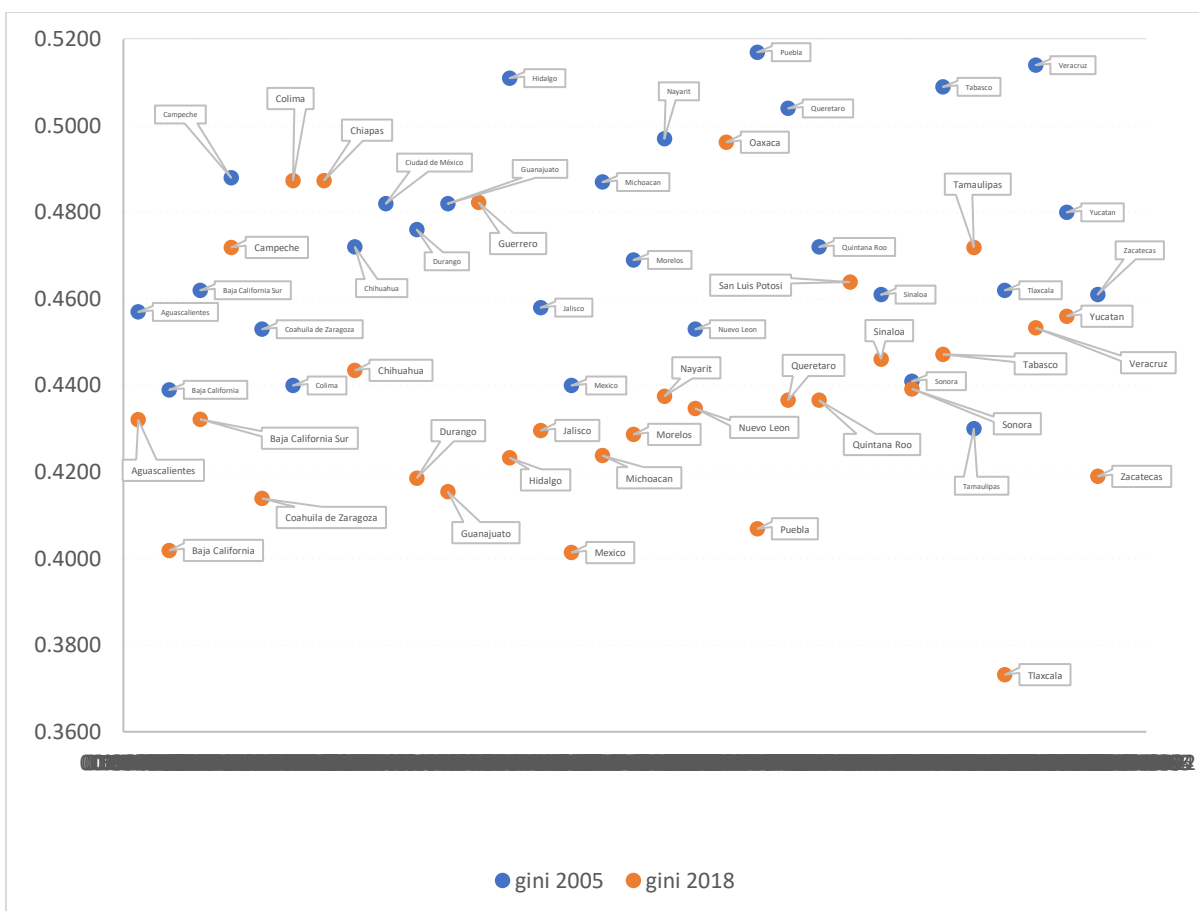 0.5200
0.5000
0.4800
0.4600
0.4400
0.4200
0.4000
0.3800
0.3600
Puebla
Veracruz
Hidalgo
Tabasco
Nayarit
Colima
Queretaro
Campeche
Chiapas
Oaxaca
Ciudad de México
Guanajuato
Michoacan
Tamaulipas
Yucatan
Guerrero
Campeche
Durango
Quintana Roo
Zacatecas
Morelos
Chihuahua
San Luis Potosi
Baja California Sur
Sinaloa
Tlaxcala
Aguascalientes
Jalisco
Yucatan
Coahuila de Zaragoza
Nuevo Leon
Sinaloa
Chihuahua
Nayarit
Queretaro
Tabasco
Veracruz
Baja California
Colima
Mexico
Sonora
Durango
Jalisco
Morelos
Nuevo Leon
Sonora
Baja California Sur
Quintana Roo
Aguascalientes
Hidalgo
Michoacan
Tamaulipas
Zacatecas
Coahuila de Zaragoza
Guanajuato
Puebla
Baja California
Mexico
Tlaxcala
gini 2005
gini 2018